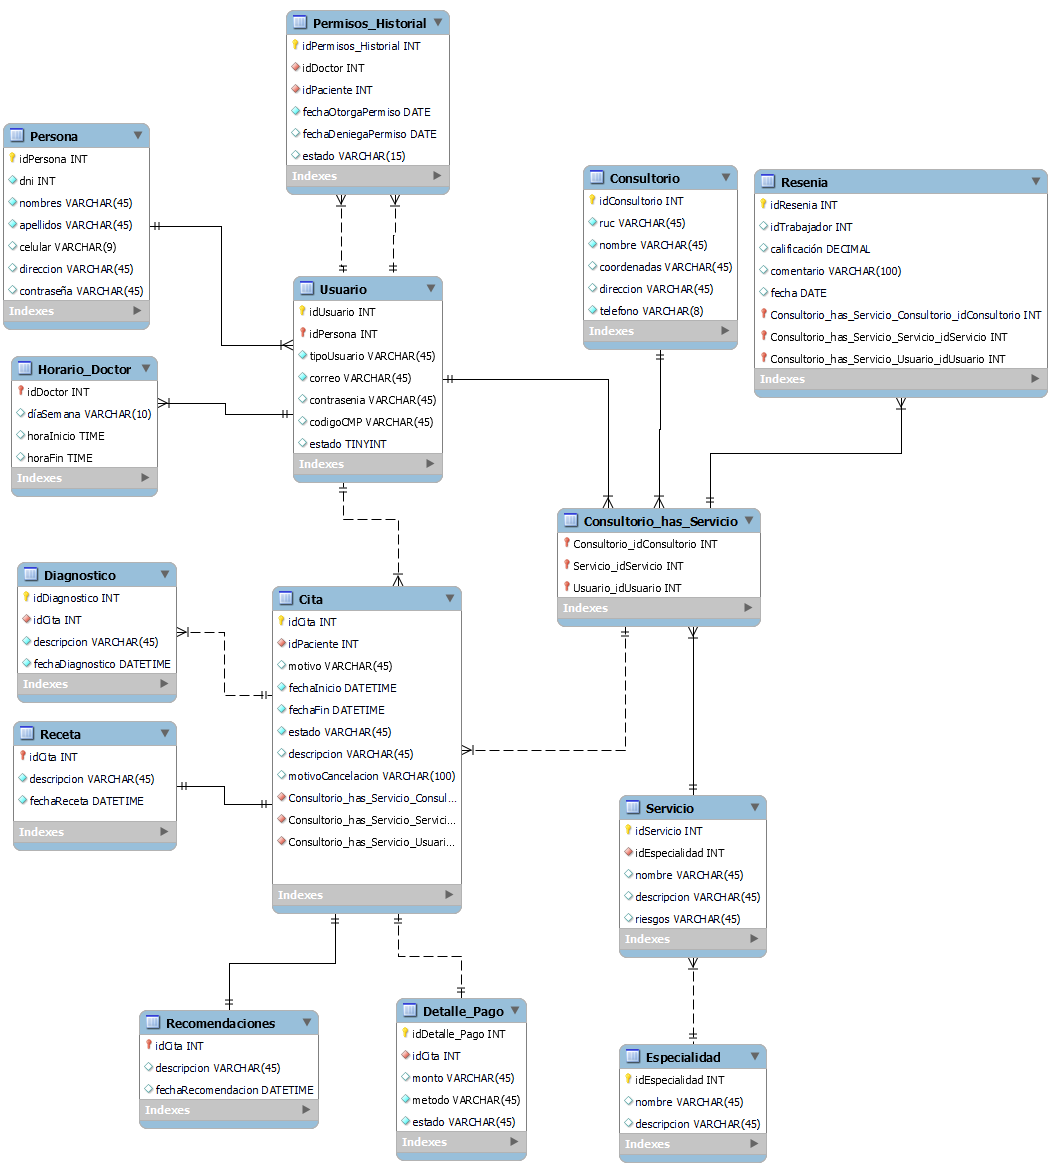 Permisos_Historial
idPermisos_Historial INT
idDoctor INT
idPaciente INT
fechaOtorgaPermiso DATE
fechaDeniegaPermiso DATE
estado VARCHAR(15)
Indexes
Persona
idPersona INT
dni INT
nombres VARCHAR(45)
apellidos VARCHAR(45)
celular VARCHAR(9)
direccion VARCHAR(45)
contraseña VARCHAR(45)
Indexes
Consultorio
idConsultorio INT
ruc VARCHAR(45)
nombre VARCHAR(45)
coordenadas VARCHAR(45)
direccion VARCHAR(45)
telefono VARCHAR(8)
Indexes
Resenia
idResenia INT
idTrabajador INT
calificación DECIMAL
comentario VARCHAR(100)
fecha DATE
Consultorio_has_Servicio_Consultorio_idConsultorio INT
Consultorio_has_Servicio_Servicio_idServicio INT
Consultorio_has_Servicio_Usuario_idUsuario INT
Indexes
Usuario
idUsuario INT
idPersona INT
tipoUsuario VARCHAR(45)
correo VARCHAR(45)
contrasenia VARCHAR(45)
codigoCMP VARCHAR(45)
estado TINYINT
Indexes
Horario_Doctor
idDoctor INT
díaSemana VARCHAR(10)
horaInicio TIME
horaFin TIME
Indexes
Consultorio_has_Servicio
Consultorio_idConsultorio INT
Servicio_idServicio INT
Usuario_idUsuario INT
Indexes
Diagnostico
idDiagnostico INT
idCita INT
descripcion VARCHAR(45)
fechaDiagnostico DATETIME
Indexes
Cita
idCita INT
idPaciente INT
motivo VARCHAR(45)
fechaInicio DATETIME
fechaFin DATETIME
estado VARCHAR(45)
descripcion VARCHAR(45)
motivoCancelacion VARCHAR(100)
Consultorio_has_Servicio_Consul...
Consultorio_has_Servicio_Servici...
Consultorio_has_Servicio_Usuari...
Indexes
Receta
idCita INT
descripcion VARCHAR(45)
fechaReceta DATETIME
Indexes
Servicio
idServicio INT
idEspecialidad INT
nombre VARCHAR(45)
descripcion VARCHAR(45)
riesgos VARCHAR(45)
Indexes
Recomendaciones
idCita INT
descripcion VARCHAR(45)
fechaRecomendacion DATETIME
Indexes
Detalle_Pago
idDetalle_Pago INT
idCita INT
monto VARCHAR(45)
metodo VARCHAR(45)
estado VARCHAR(45)
Indexes
Especialidad
idEspecialidad INT
nombre VARCHAR(45)
descripcion VARCHAR(45)
Indexes